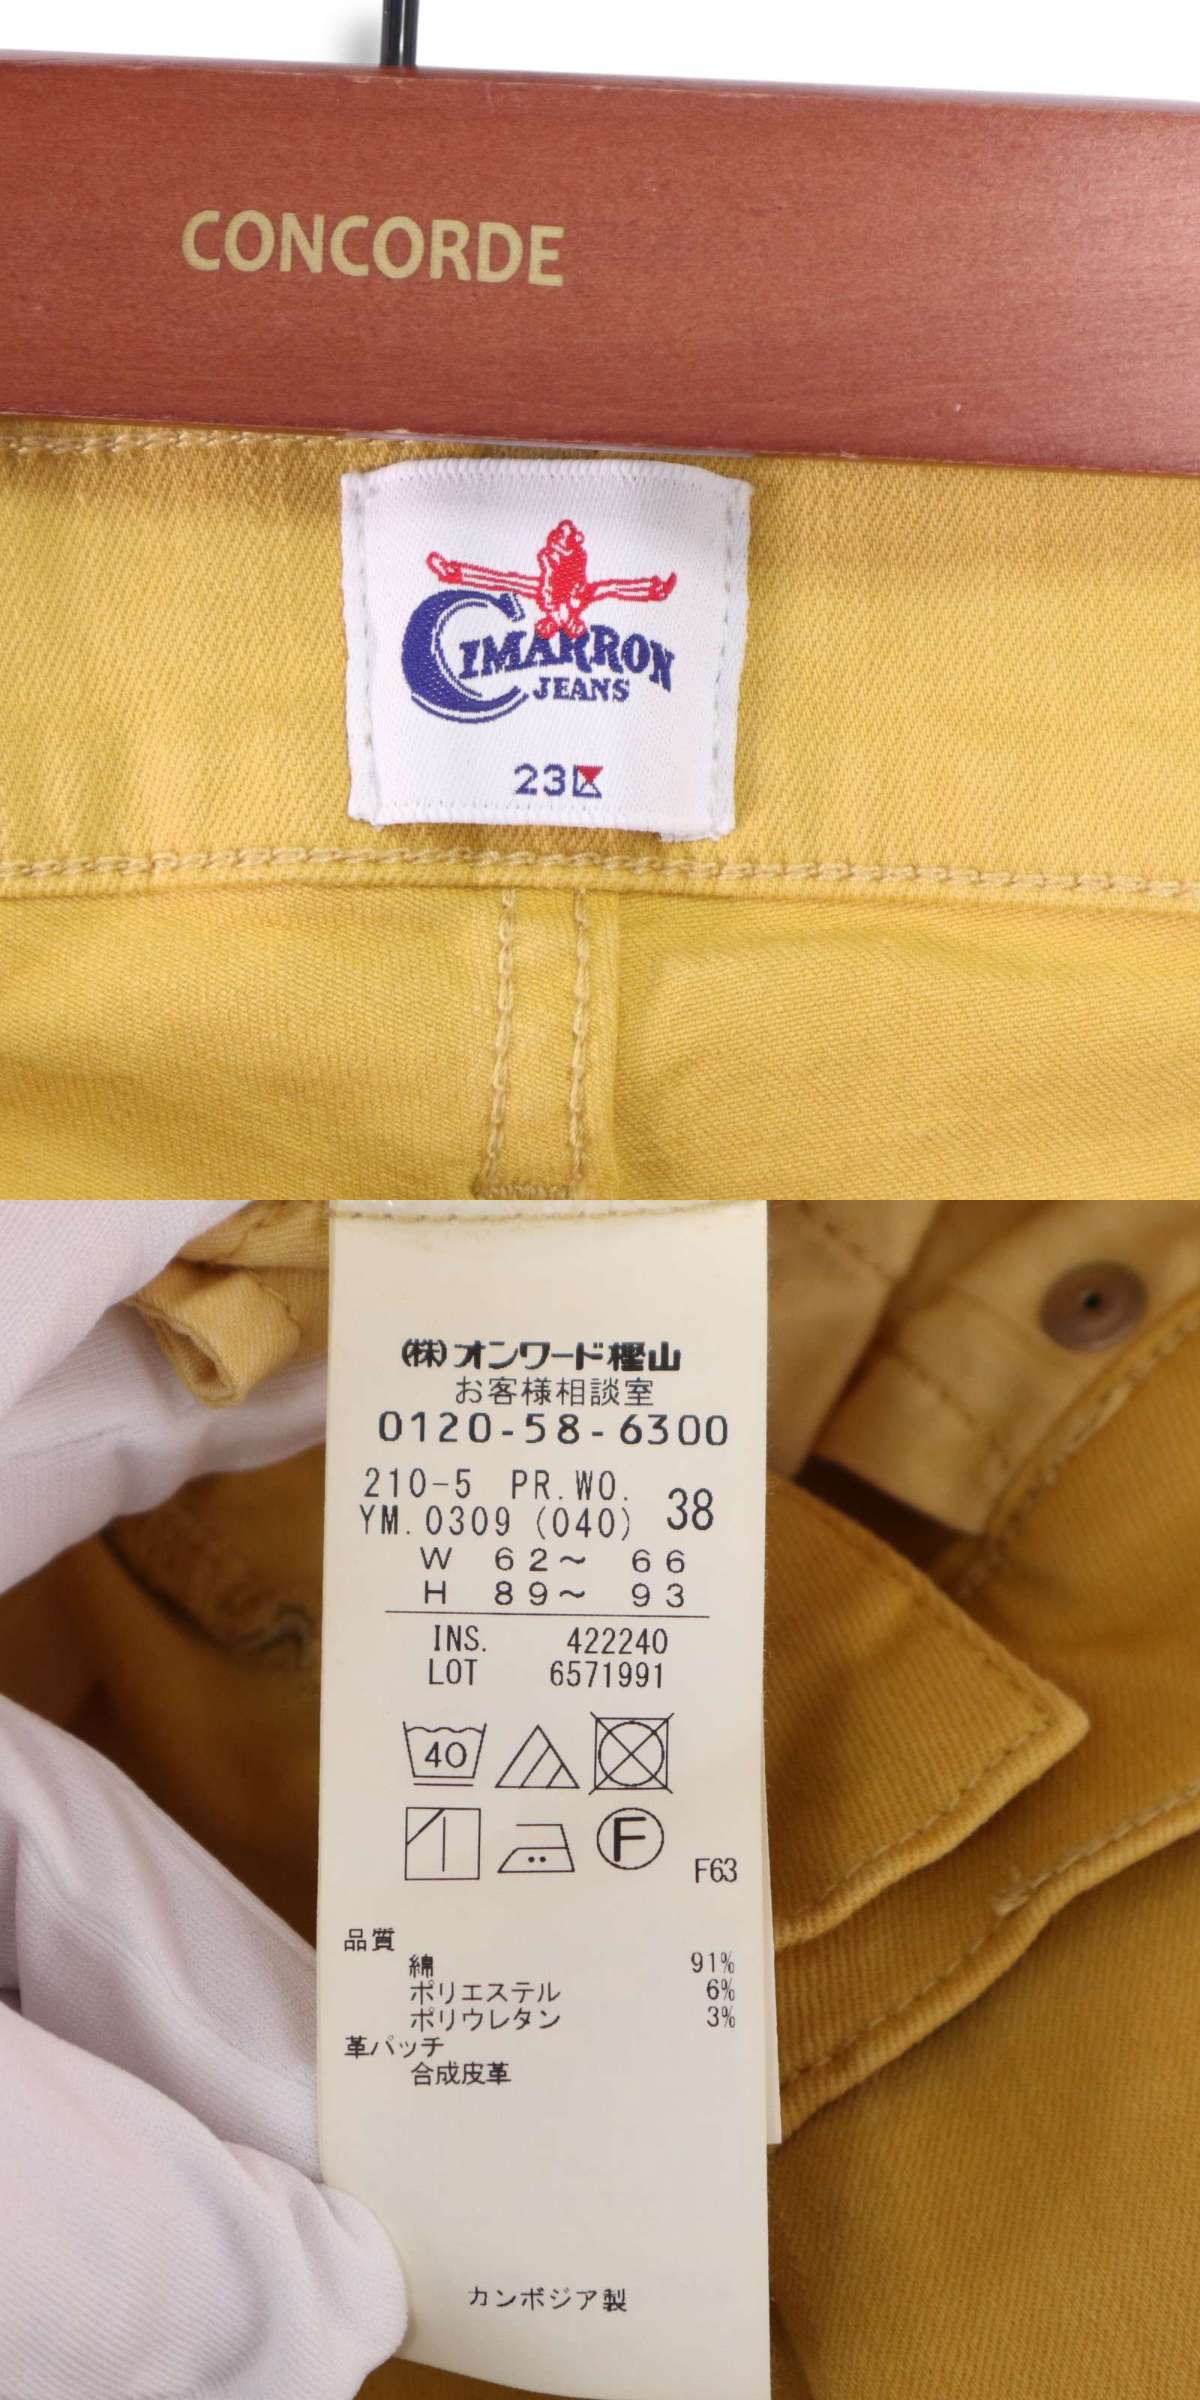 CONCORDE
CIMARRON
JEANS
23区
(株)オンワード樫山
お客様相談室
0120-58-6300
210-5 PR.WO. 38
YM.0309 (040)
W 62～ 66
H 89～ 93
INS. 422240
LOT 6571991
40
F
F63
品質
綿 91%
ポリエステル 6%
ポリウレタン 3%
革パッチ
合成皮革
カンボジア製